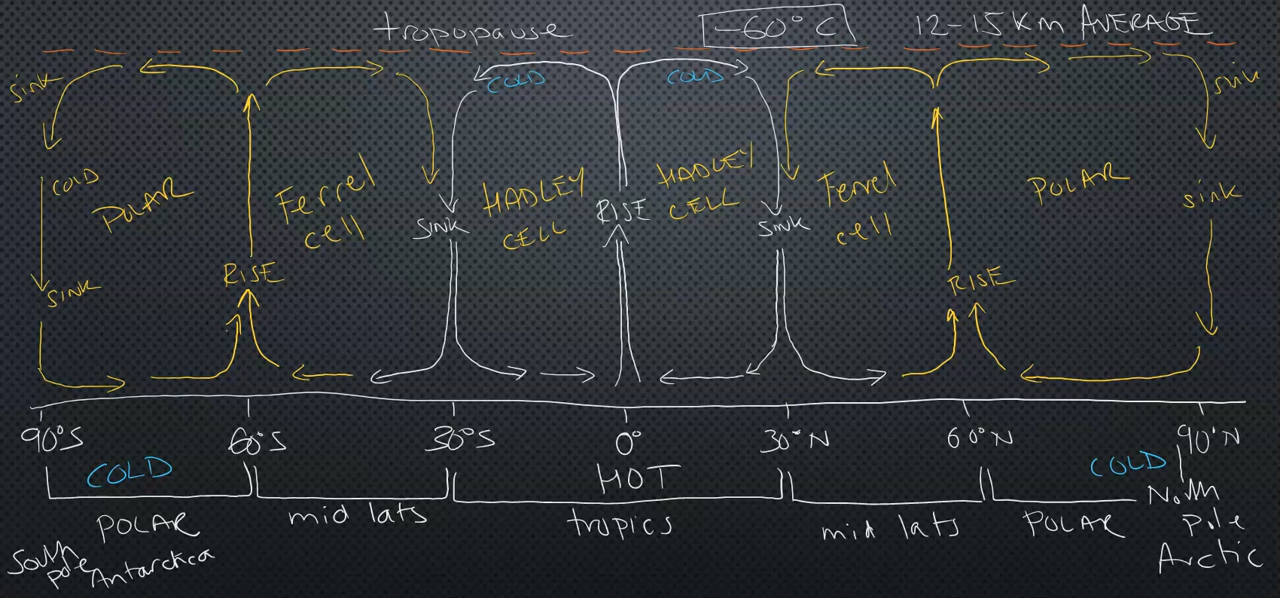 tropopause
-60°C
12-15km AVERAGE
sink
COLD
COLD
sink
COLD
POLAR
Ferrel
cell
HADLEY
CELL
HADLEY
CELL
Ferrel
cell
POLAR
sink
SINK
RISE
SINK
sink
RISE
RISE
90°S
60°S
30°S
0°
30°N
60°N
90°N
COLD
HOT
COLD
POLAR
mid lats
tropics
mid lats
POLAR
North
Pole
Arctic
South
pole
Antarctica